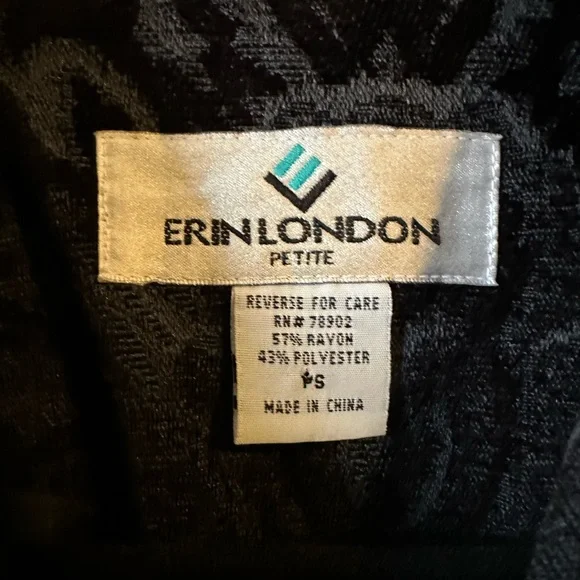 ERIN LONDON
PETITE
REVERSE FOR CARE
RN# 78902
57% RAYON
43% POLYESTER
PS
MADE IN CHINA